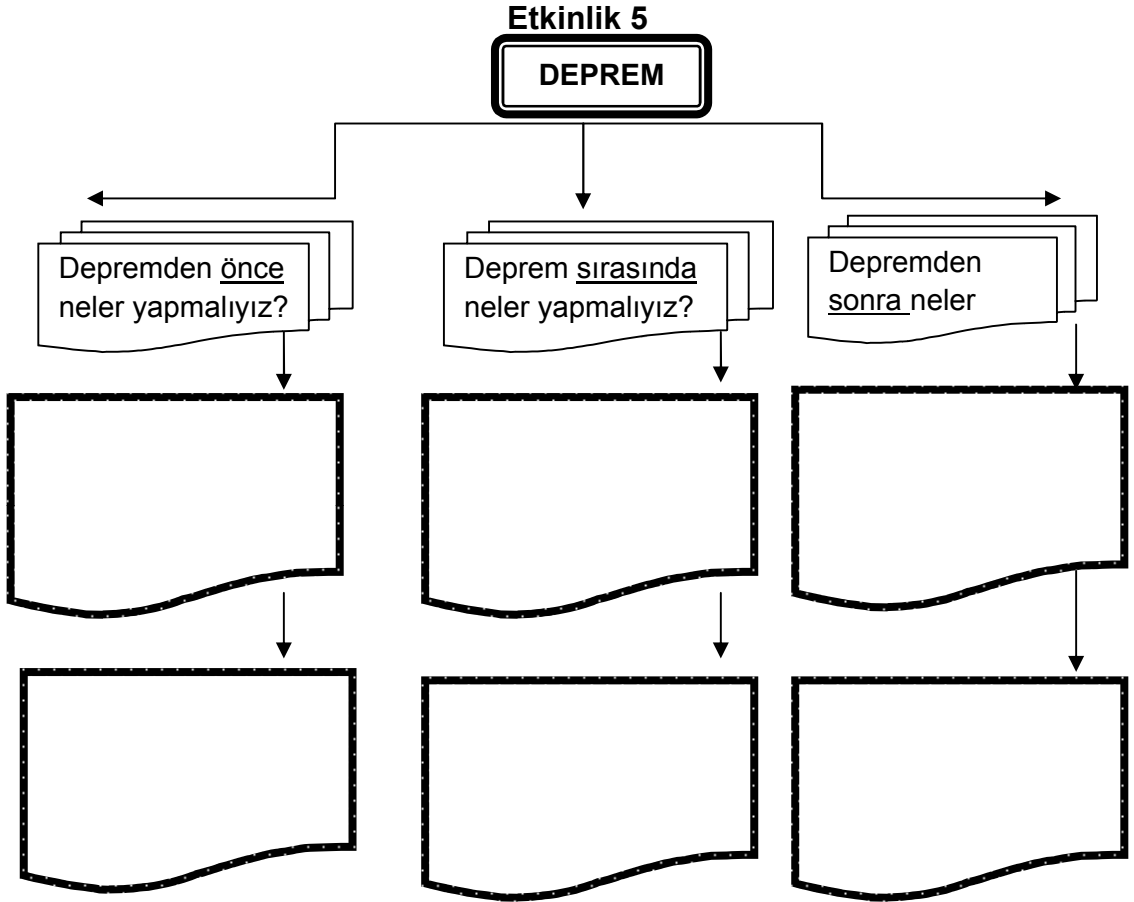 Etkinlik 5
DEPREM
Depremden önce
neler yapmalıyız?
Deprem sırasında
neler yapmalıyız?
Depremden
sonra neler